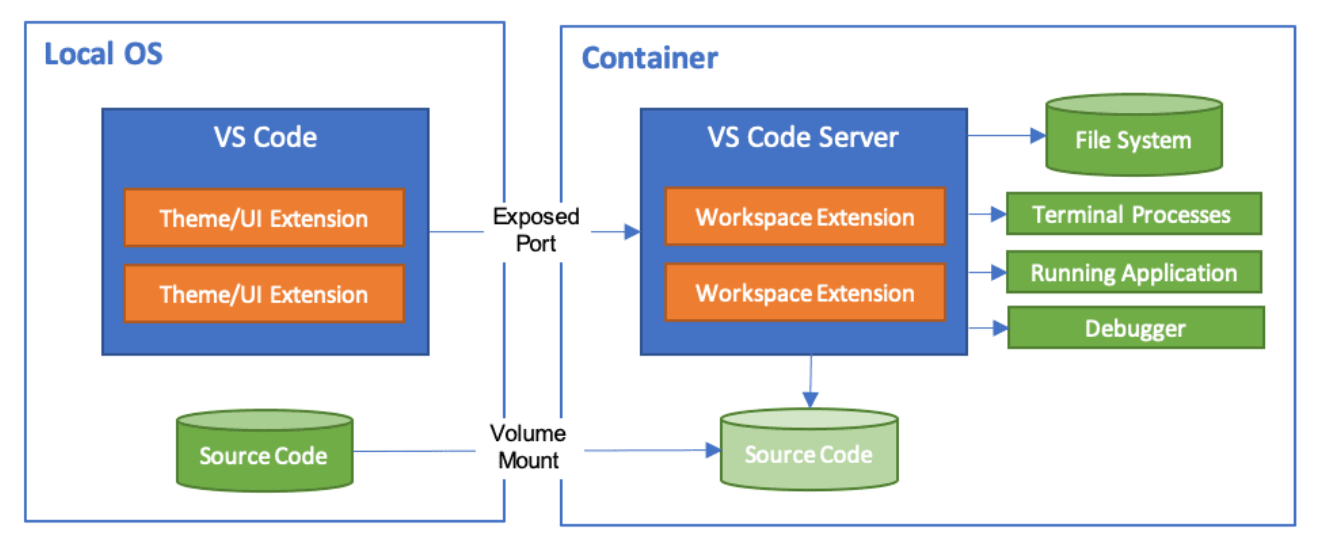 Local OS
VS Code
Theme/UI Extension
Theme/UI Extension
Source Code
Exposed
Port
Volume
Mount
Container
VS Code Server
Workspace Extension
Workspace Extension
File System
Terminal Processes
Running Application
Debugger
Source Code